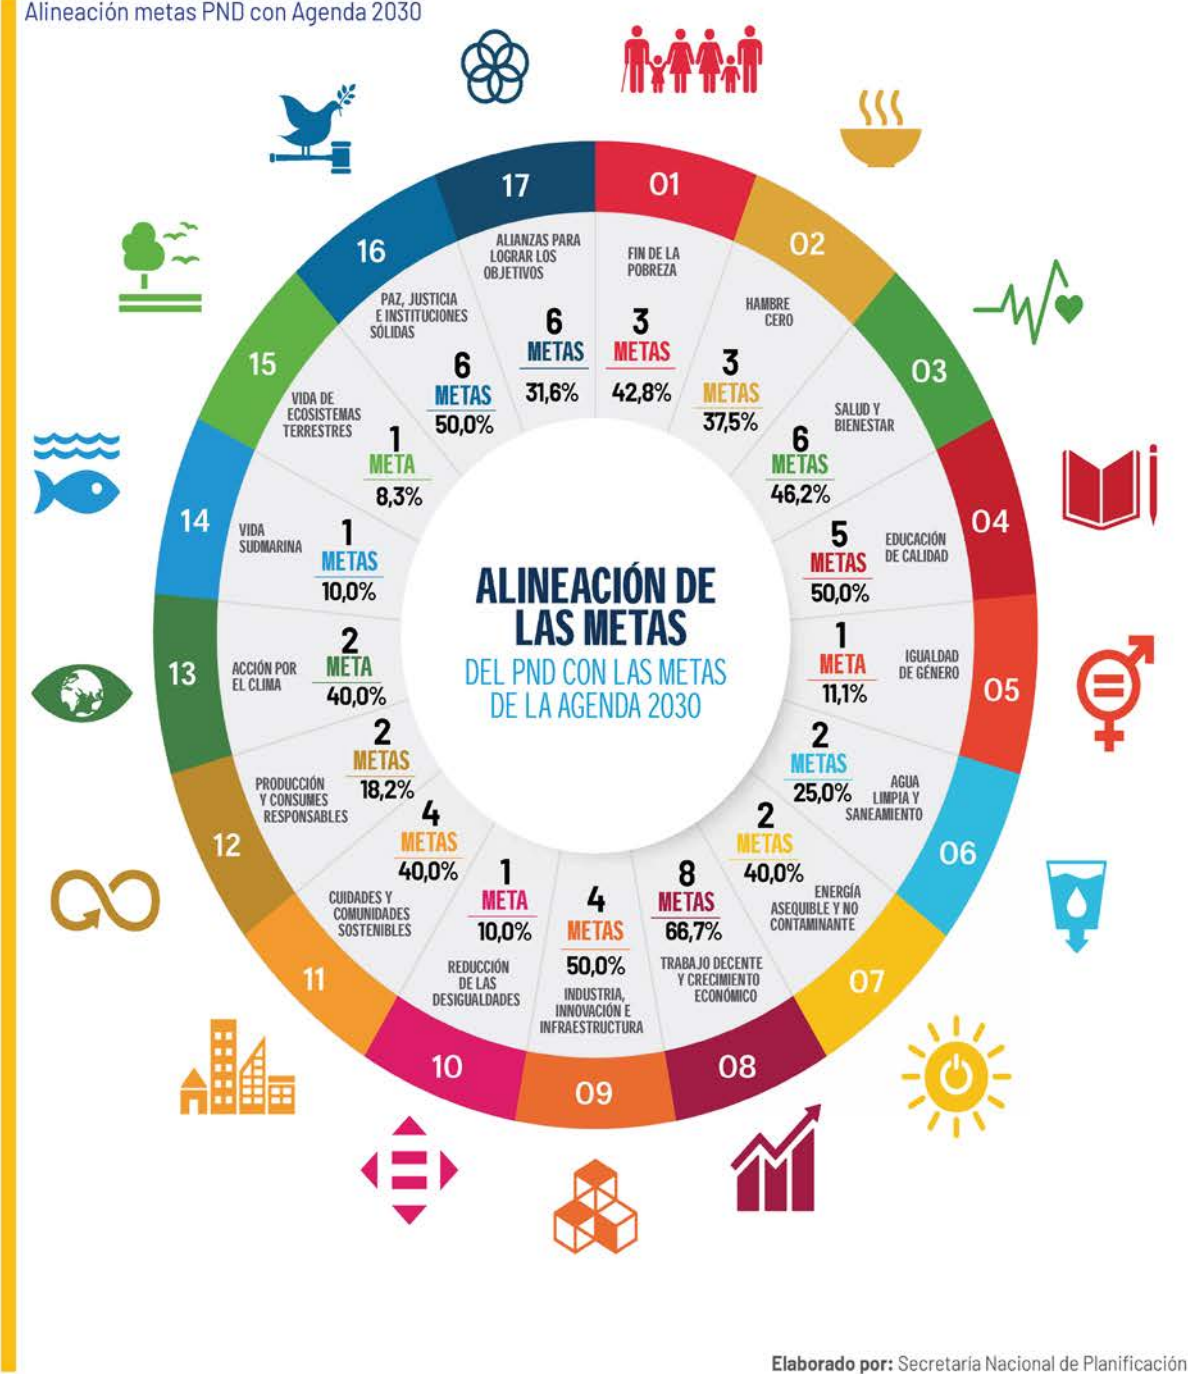 Alineación metas PND con Agenda 2030
01
FIN DE LA
POBREZA
3
METAS
42,8%
02
HAMBRE
CERO
3
METAS
37,5%
03
SALUD Y
BIENESTAR
6
METAS
46,2%
04
EDUCACIÓN
DE CALIDAD
5
METAS
50,0%
05
IGUALDAD
DE GÉNERO
1
META
11,1%
06
AGUA
LIMPIA Y
SANEAMIENTO
2
METAS
25,0%
07
ENERGÍA
ASEQUIBLE Y NO
CONTAMINANTE
2
METAS
40,0%
08
TRABAJO DECENTE
Y CRECIMIENTO
ECONÓMICO
8
METAS
66,7%
09
INDUSTRIA,
INNOVACIÓN E
INFRAESTRUCTURA
4
METAS
50,0%
10
REDUCCIÓN
DE LAS
DESIGUALDADES
1
META
10,0%
11
CUIDADES Y
COMUNIDADES
SOSTENIBLES
4
METAS
40,0%
12
PRODUCCIÓN
Y CONSUMES
RESPONSABLES
2
METAS
18,2%
13
ACCIÓN POR
EL CLIMA
2
META
40,0%
14
VIDA
SUDMARINA
1
METAS
10,0%
15
VIDA DE
ECOSISTEMAS
TERRESTRES
1
META
8,3%
16
PAZ, JUSTICIA
E INSTITUCIONES
SÓLIDAS
6
METAS
50,0%
17
ALIANZAS PARA
LOGRAR LOS
OBJETIVOS
6
METAS
31,6%
ALINEACIÓN DE
LAS METAS
DEL PND CON LAS METAS
DE LA AGENDA 2030
Elaborado por: Secretaría Nacional de Planificación